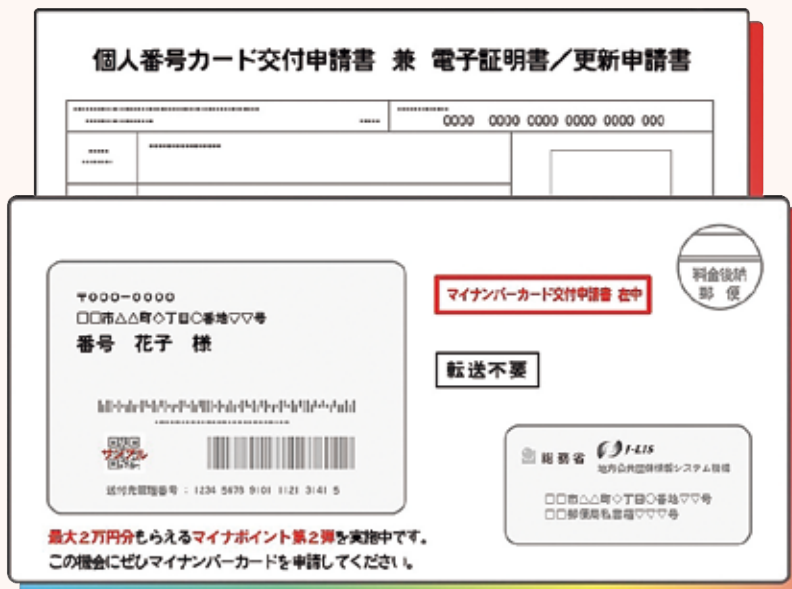 個人番号カード交付申請書 兼 電子証明書/更新申請書
0000 0000 0000 0000 0000 000
〒000-0000
□□市△△町◇丁目○番地▽▽号
番号 花子 様
サンプル
送付先管理番号:1234 5678 9101 1121 3141 5
最大2万円分もらえるマイナポイント第2弾を実施中です。
この機会にぜひマイナンバーカードを申請してください。
マイナンバーカード交付申請書 在中
料金後納
郵 便
転送不要
総務省 J-LIS
地方公共団体情報システム機構
□□市△△町◇丁目○番地▽▽号
□□郵便局私書箱▽▽▽号